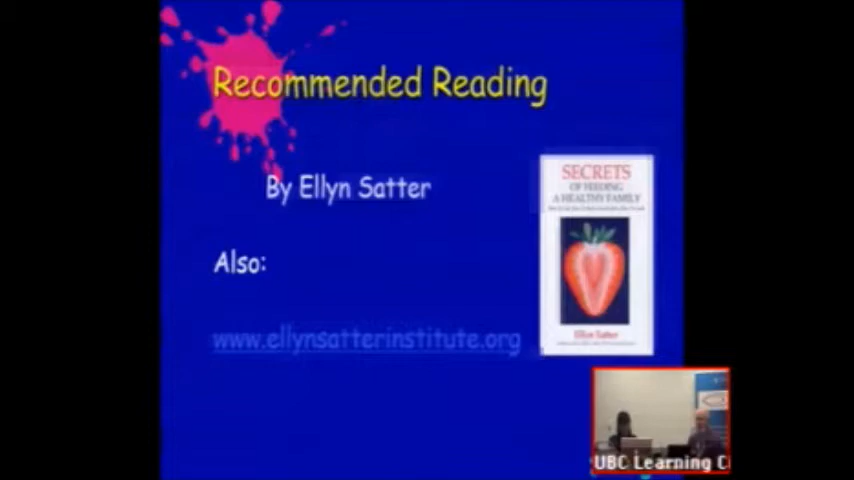 Recommended Reading
By Ellyn Satter
SECRETS
OF FEEDING
A HEALTHY FAMILY
Also:
Ellyn Satter
www.ellynsatterinstitute.org
UBC Learning C